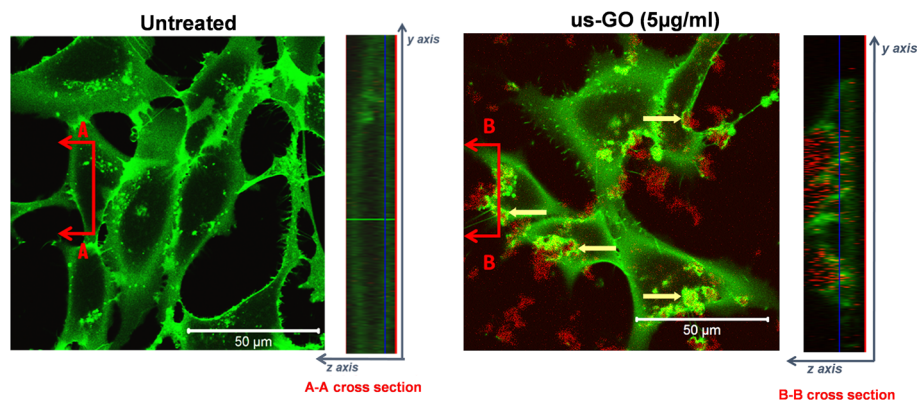 Untreated
us-GO (5µg/ml)
y axis
y axis
A
A
B
B
50 µm
50 µm
z axis
z axis
A-A cross section
B-B cross section